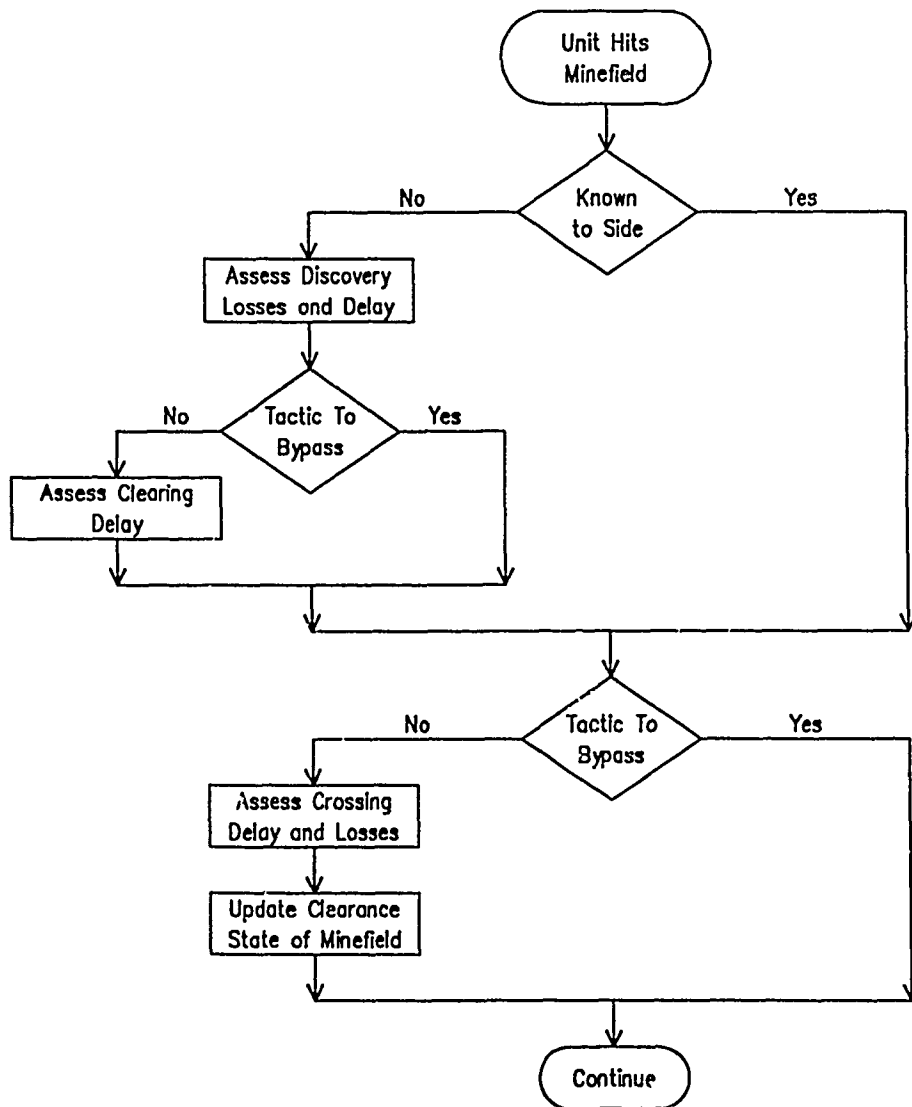 Unit Hits
Minefield
Known
to Side
No
Yes
Assess Discovery
Losses and Delay
Tactic To
Bypass
No
Yes
Assess Clearing
Delay
Tactic To
Bypass
No
Yes
Assess Crossing
Delay and Losses
Update Clearance
State of Minefield
Continue